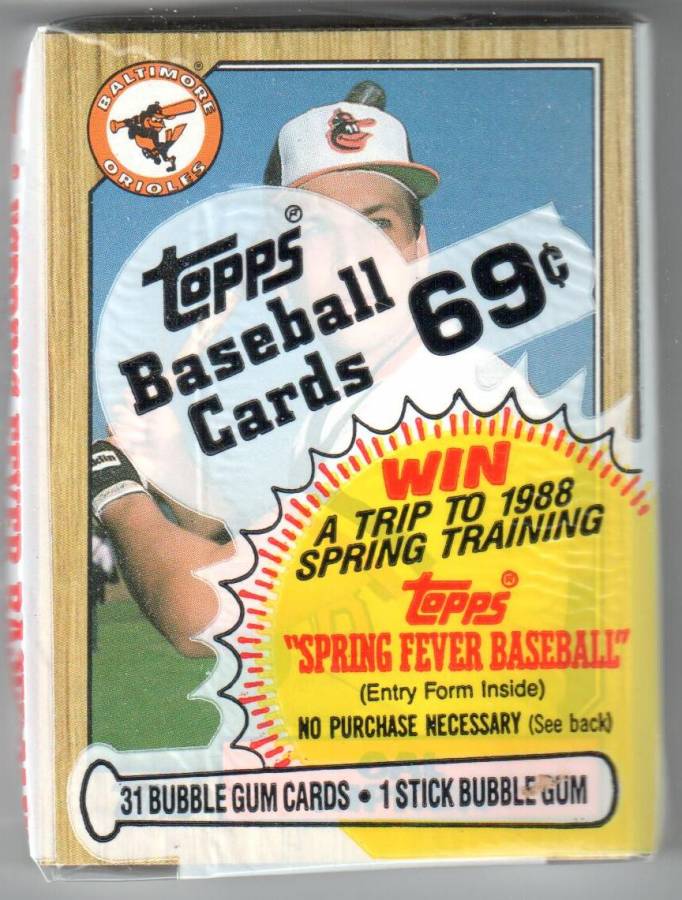 BALTIMORE
ORIOLES
Topps®
Baseball
Cards
69¢
WIN
A TRIP TO 1988
SPRING TRAINING
Topps®
"SPRING FEVER BASEBALL"
(Entry Form Inside)
NO PURCHASE NECESSARY (See back)
31 BUBBLE GUM CARDS • 1 STICK BUBBLE GUM